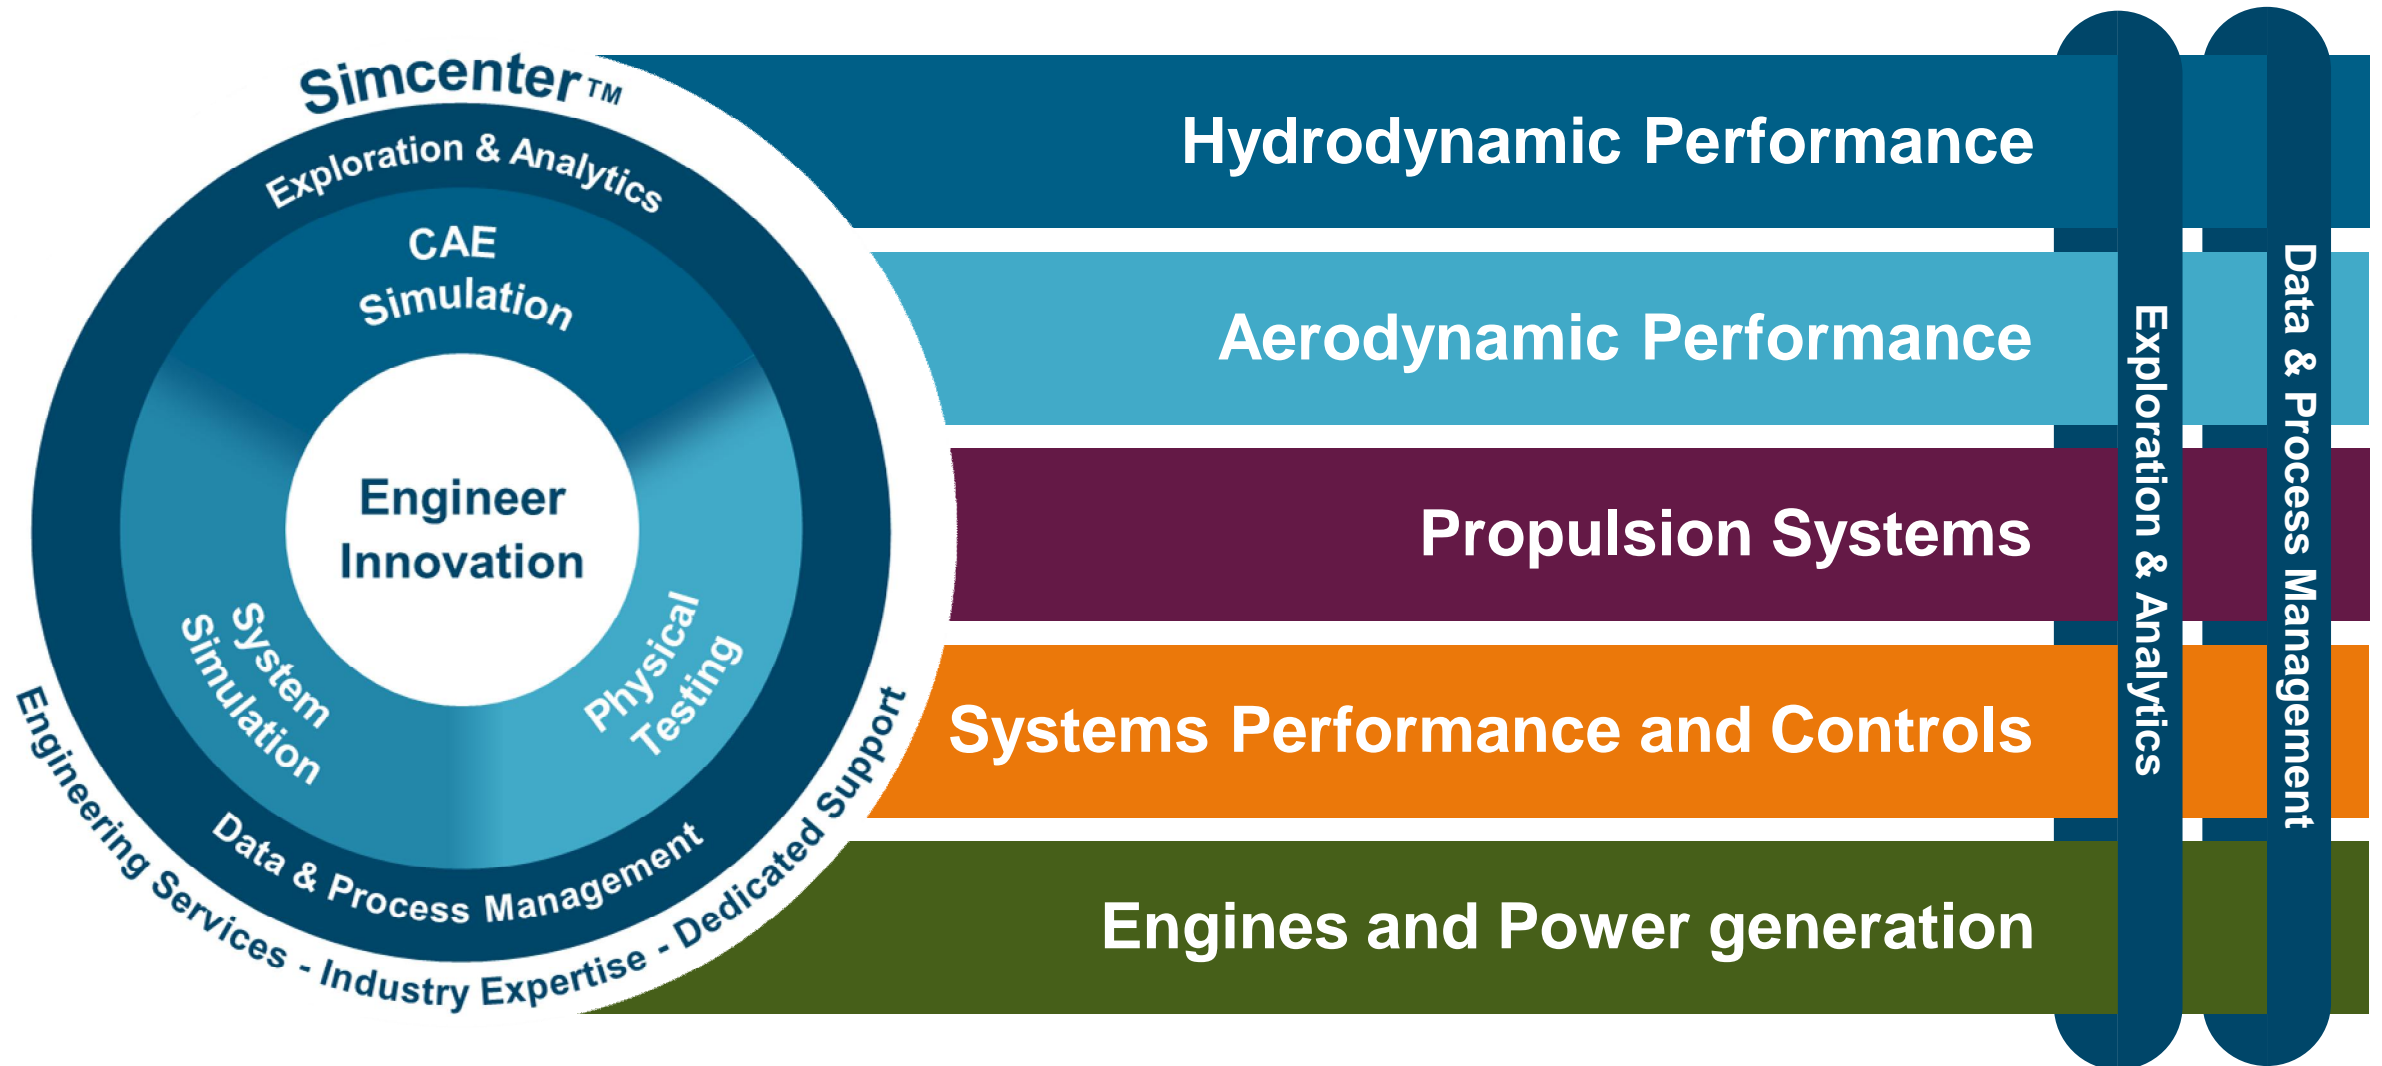 Simcenter™
Exploration & Analytics
CAE
Simulation
Engineer
Innovation
System
Simulation
Physical
Testing
Data & Process Management
Engineering Services - Industry Expertise - Dedicated Support
Hydrodynamic Performance
Aerodynamic Performance
Propulsion Systems
Systems Performance and Controls
Engines and Power generation
Exploration & Analytics
Data & Process Management